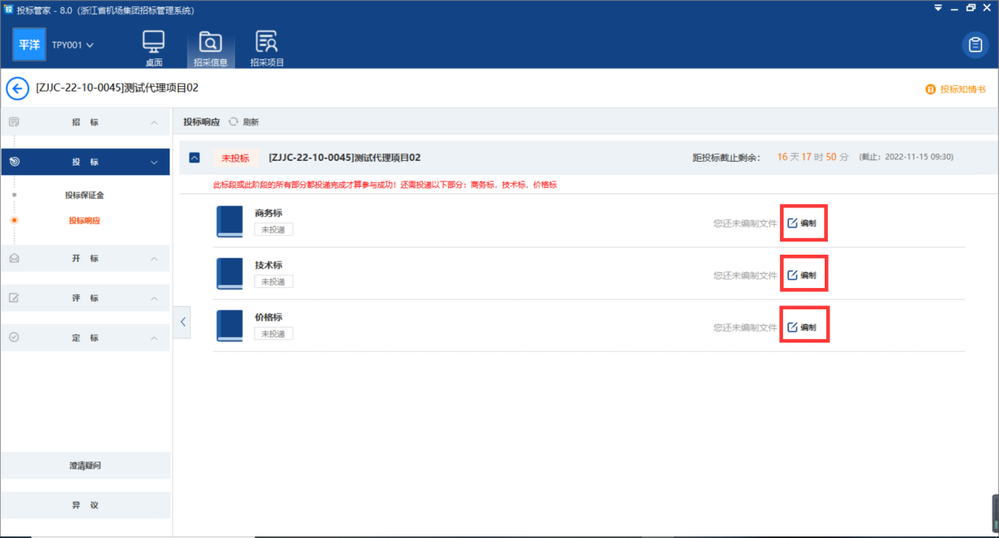 投标管家 - 8.0（浙江省机场集团招标管理系统）
平洋 TPY001
桌面 招采信息 招采项目
[ZJJC-22-10-0045]测试代理项目02
投标知情书
招 标
投 标
投标保证金
投标响应
开 标
评 标
定 标
澄清疑问
异 议
投标响应 刷新
未投标 [ZJJC-22-10-0045]测试代理项目02 距投标截止剩余： 16 天 17 时 50 分 （截止：2022-11-15 09:30）
此标段或此阶段的所有部分都投递完成才算参与成功！还需投递以下部分：商务标，技术标，价格标
商务标
未投递
您还未编制文件 编制
技术标
未投递
您还未编制文件 编制
价格标
未投递
您还未编制文件 编制